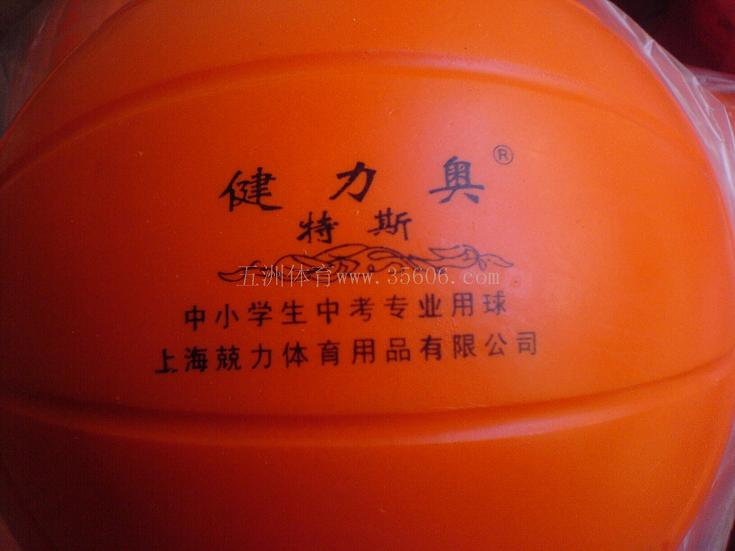 健力奥®
特斯
五洲体育www.35606.com
中小学生中考专业用球
上海兢力体育用品有限公司